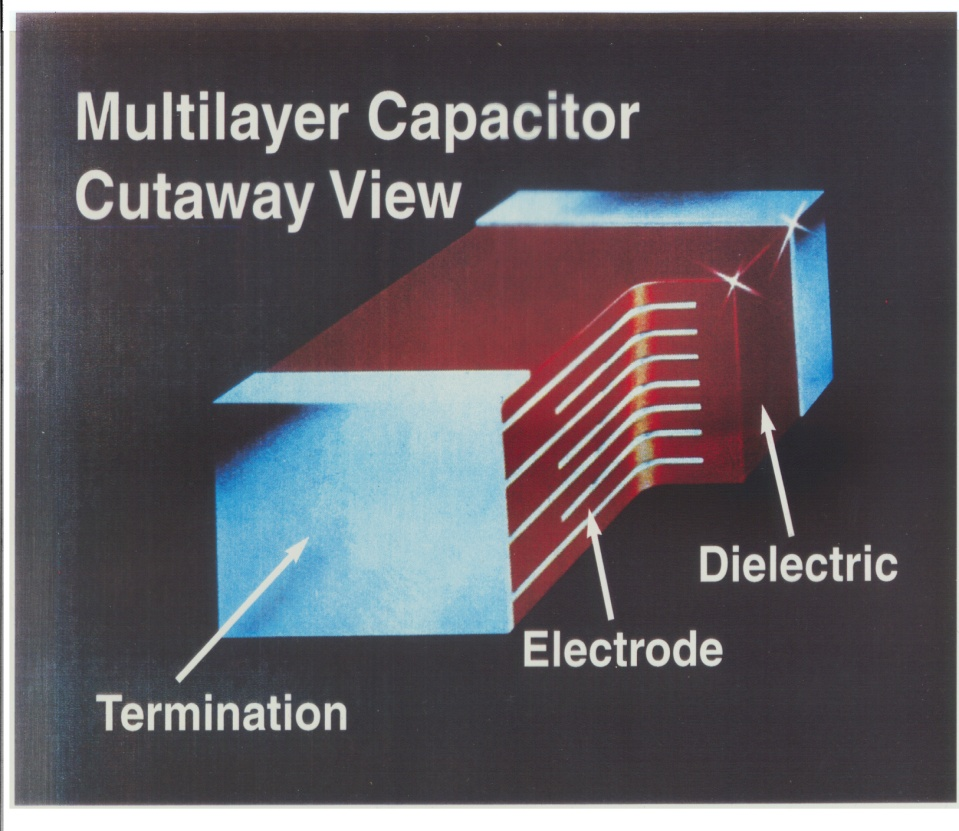 Multilayer Capacitor
Cutaway View
Dielectric
Electrode
Termination